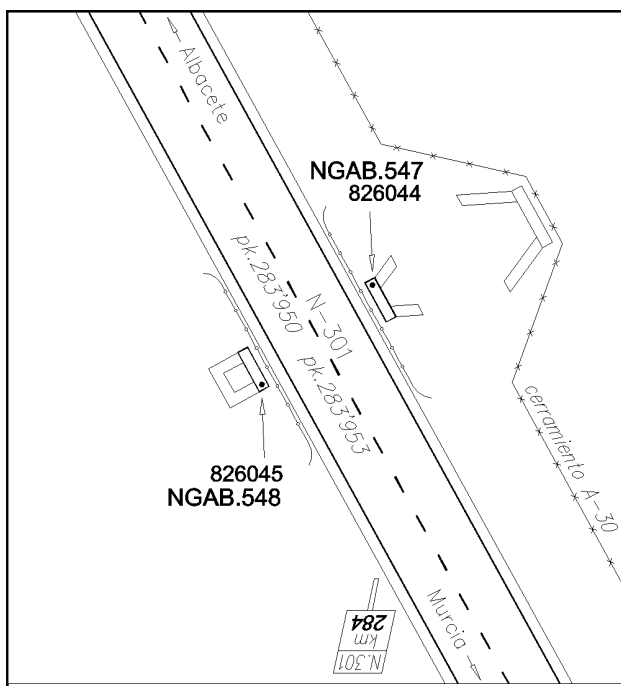 Albacete
NGAB.547
826044
pk.283'950
N-301
pk.283'953
cerramiento A-30
826045
NGAB.548
Murcia
N.301
km
284